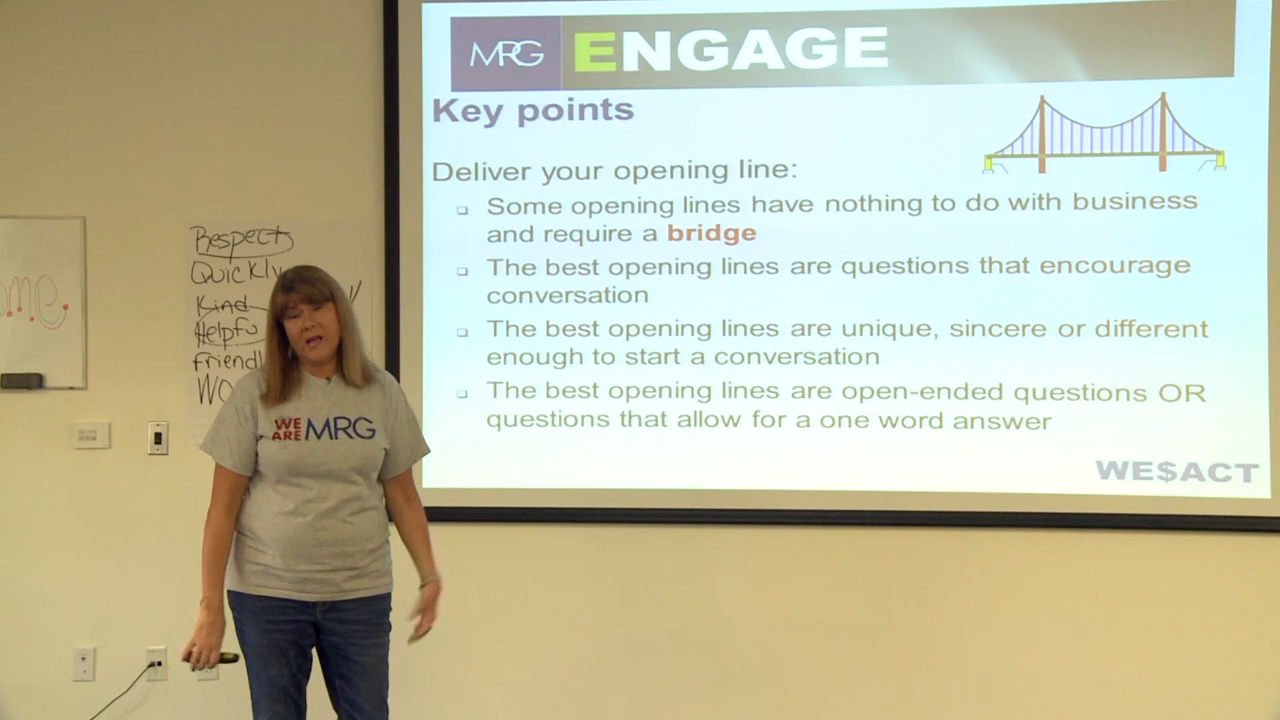 MRG ENGAGE
Key points
Deliver your opening line:
Some opening lines have nothing to do with business
and require a bridge
The best opening lines are questions that encourage
conversation
The best opening lines are unique, sincere or different
enough to start a conversation
The best opening lines are open-ended questions OR
questions that allow for a one word answer
WE$ACT
Respect
Quickly
Kind
Helpfu
Friendl
WO
ome.
WE
ARE MRG